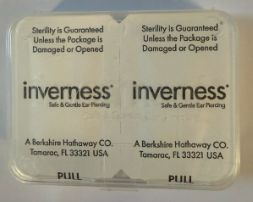 Sterility is Guaranteed
Unless the Package is
Damaged or Opened
inverness®
Safe & Gentle Ear Piercing
A Berkshire Hathaway CO.
Tamarac, FL 33321 USA
PULL
Sterility is Guaranteed
Unless the Package is
Damaged or Opened
inverness®
Safe & Gentle Ear Piercing
A Berkshire Hathaway CO.
Tamarac, FL 33321 USA
PULL